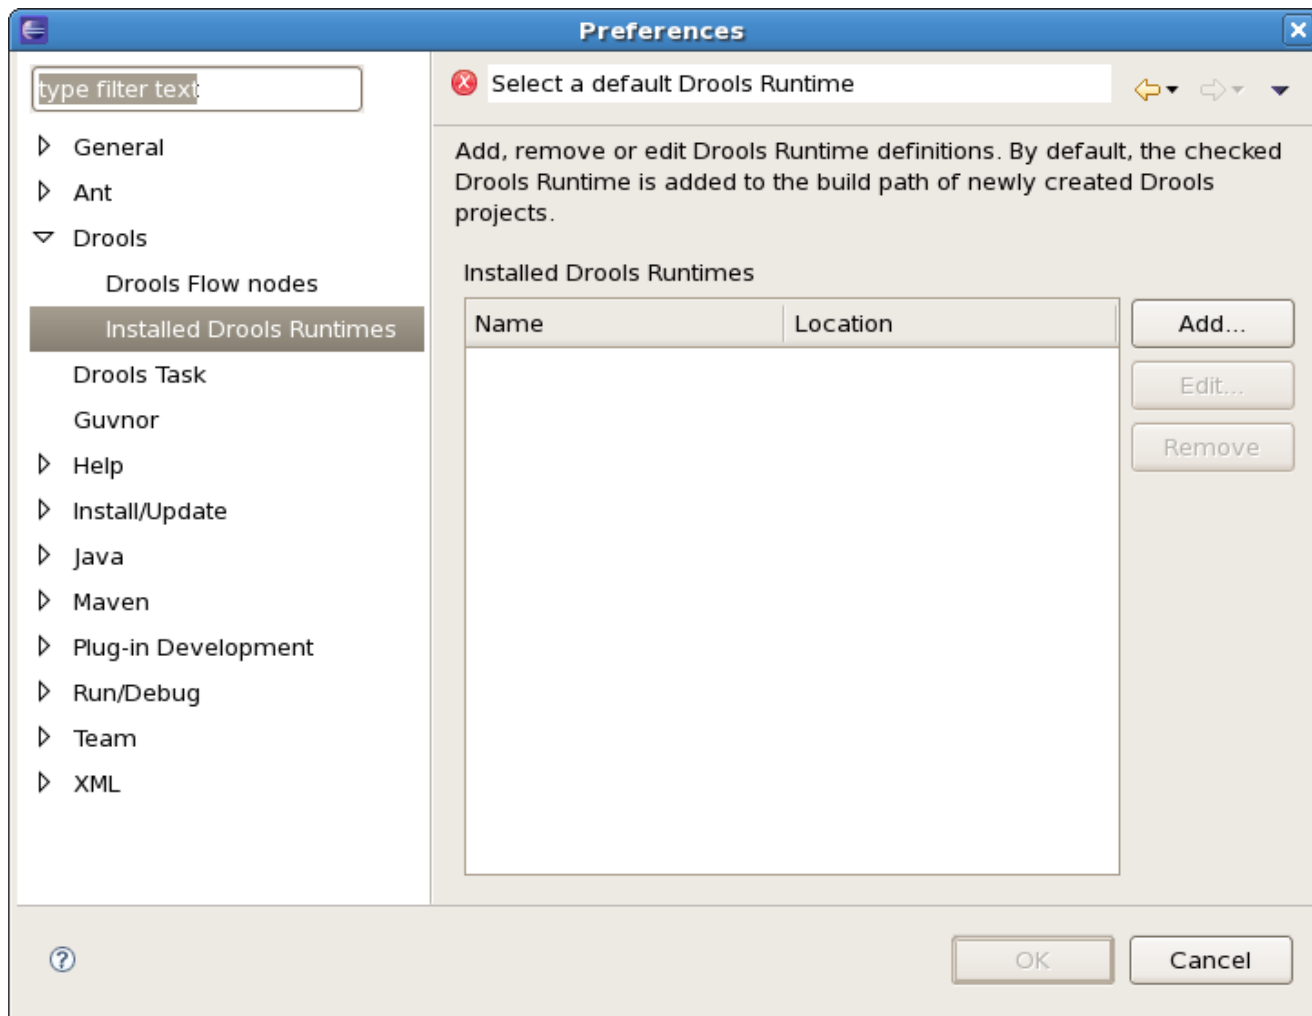 Preferences
type filter text
General
Ant
Drools
Drools Flow nodes
Installed Drools Runtimes
Drools Task
Guvnor
Help
Install/Update
Java
Maven
Plug-in Development
Run/Debug
Team
XML
Select a default Drools Runtime
Add, remove or edit Drools Runtime definitions. By default, the checked
Drools Runtime is added to the build path of newly created Drools
projects.
Installed Drools Runtimes
Name Location
Add...
Edit...
Remove
OK Cancel